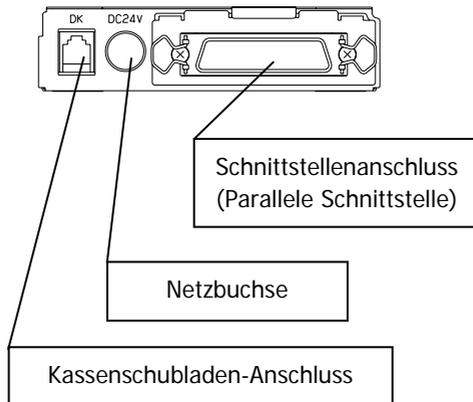 DK DC24V
Schnittstellenanschluss
(Parallele Schnittstelle)
Netzbuchse
Kassenschubladen-Anschluss